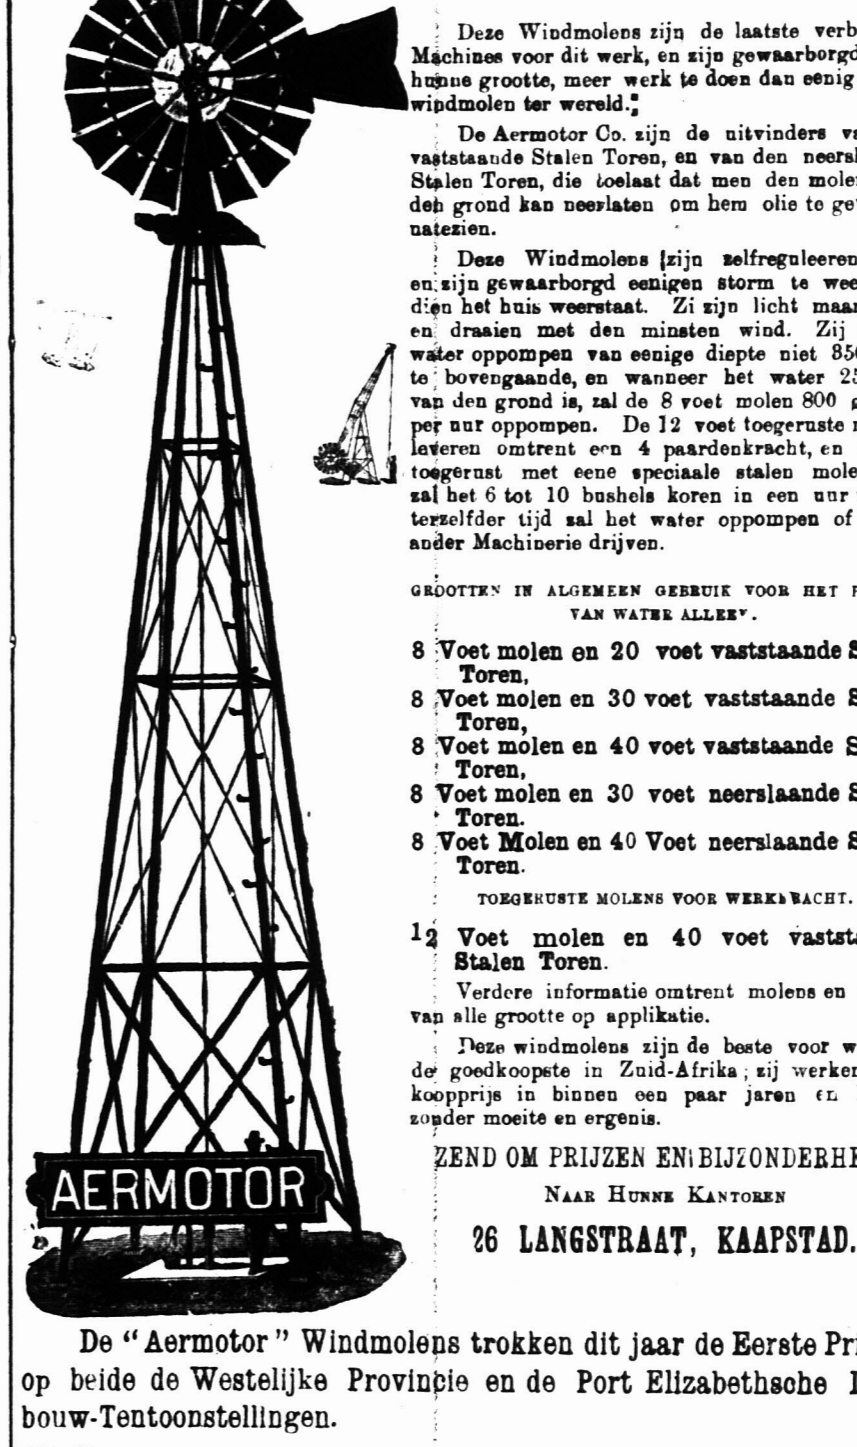 Deze Windmolens zijn de laatste verb
Machines voor dit werk, en zijn gewaarborgd
hunne grootte, meer werk te doen dan eenig
windmolen ter wereld.
De Aermotor Co. zijn de uitvinders va
vaststaande Stalen Toren, en van den neersl
Stalen Toren, die toelaat dat men den mole
den grond kan neerlaten om hem olie te ge
natezien.
Deze Windmolens zijn zelfreguleeren
en zijn gewaarborgd eenigen storm te wee
dien het huis weerstaat. Zi zijn licht maar
en draaien met den minsten wind. Zij
water oppompen van eenige diepte niet 350
te bovengaande, en wanneer het water 25
van den grond is, zal de 8 voet molen 800 g
per uur oppompen. De 12 voet toegeruste
leveren omtrent een 4 paardenkracht, en
toegerust met eene speciaale stalen mole
zal het 6 tot 10 bushels koren in een uur
terzelfder tijd zal het water oppompen of
ander Machinerie drijven.
GROOTTEN IN ALGEMEEN GEBRUIK VOOR HET
VAN WATER ALLEEN.
8 Voet molen en 20 voet vaststaande S
Toren,
8 Voet molen en 30 voet vaststaande S
Toren,
8 Voet molen en 40 voet vaststaande S
Toren,
8 Voet molen en 30 voet neerslaande S
Toren.
8 Voet Molen en 40 Voet neerslaande S
Toren.
TOEGERUSTE MOLENS VOOR WERKKRACHT.
12 Voet molen en 40 voet vastst
Stalen Toren.
Verdere informatie omtrent molens en
van alle grootte op applikatie.
Deze windmolens zijn de beste voor w
de goedkoopste in Zuid-Afrika; zij werken
koopprijs in binnen een paar jaren en
zonder moeite en ergenis.
ZEND OM PRIJZEN EN BIJZONDERHE
NAAR HUNNE KANTOREN
26 LANGSTRAAT, KAAPSTAD.
AERMOTOR
De "Aermotor" Windmolens trokken dit jaar de Eerste Pri
op beide de Westelijke Provincie en de Port Elizabethsche
bouw-Tentoonstellingen.